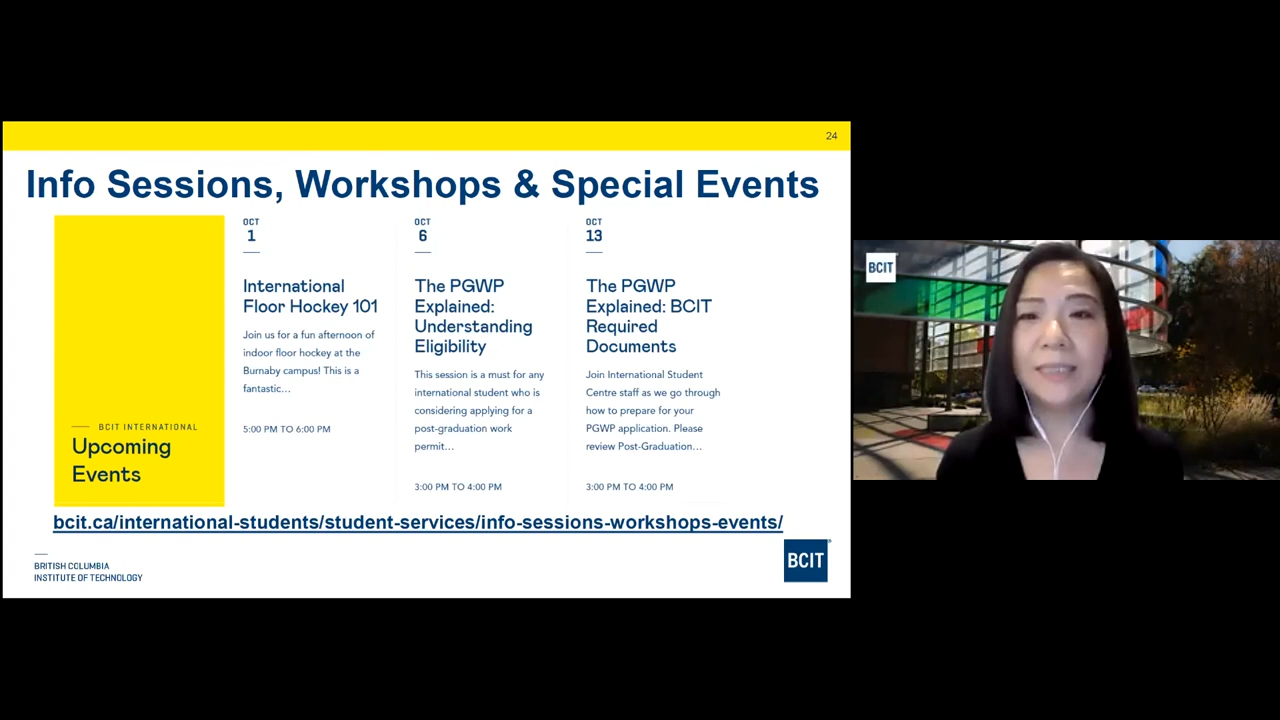 24
Info Sessions, Workshops & Special Events
BCIT INTERNATIONAL
Upcoming
Events
OCT
1
International
Floor Hockey 101
Join us for a fun afternoon of
indoor floor hockey at the
Burnaby campus! This is a
fantastic...
5:00 PM TO 6:00 PM
OCT
6
The PGWP
Explained:
Understanding
Eligibility
This session is a must for any
international student who is
considering applying for a
post-graduation work
permit...
3:00 PM TO 4:00 PM
OCT
13
The PGWP
Explained: BCIT
Required
Documents
Join International Student
Centre staff as we go through
how to prepare for your
PGWP application. Please
review Post-Graduation...
3:00 PM TO 4:00 PM
bcit.ca/international-students/student-services/info-sessions-workshops-events/
BRITISH COLUMBIA
INSTITUTE OF TECHNOLOGY
BCIT
BCIT